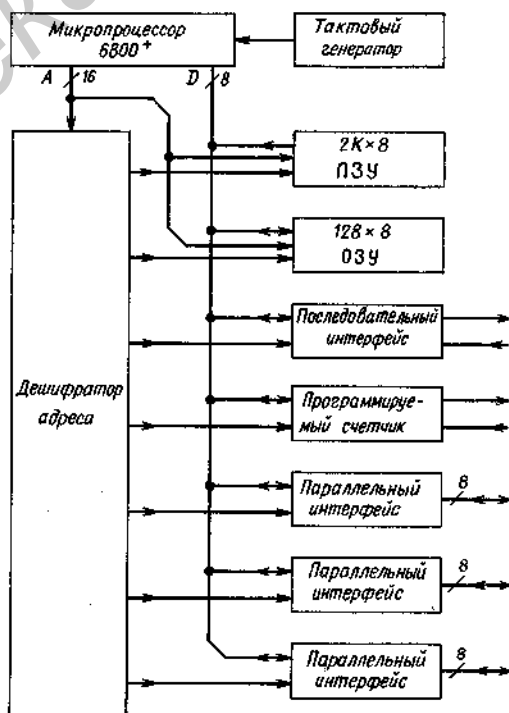 Микропроцессор
6800+
Тактовый
генератор
A 16 D 8
2K×8
ПЗУ
128×8
ОЗУ
Последовательный
интерфейс
Дешифратор
адреса
Программируе-
мый счетчик
Параллельный
интерфейс
8
Параллельный
интерфейс
8
Параллельный
интерфейс
8